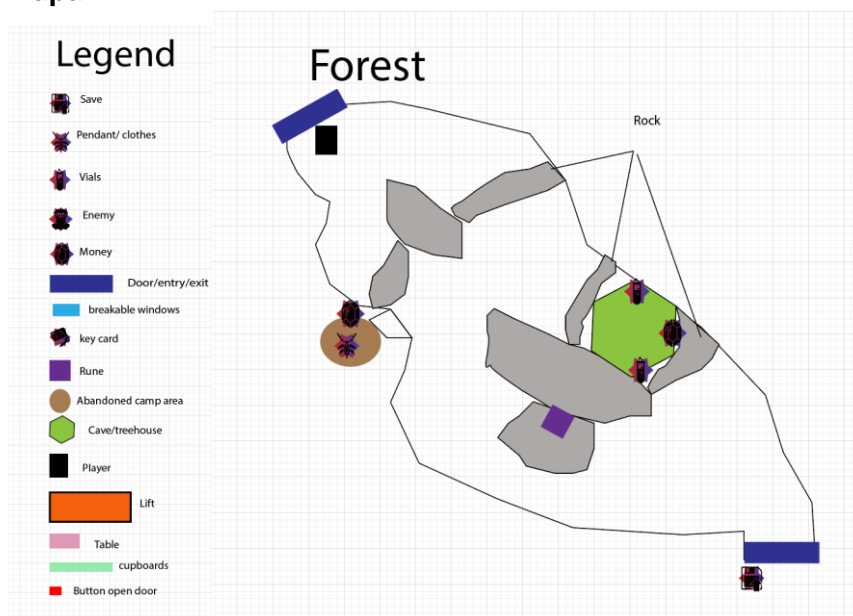 Legend
Save
Pendant/ clothes
Vials
Enemy
Money
Door/entry/exit
breakable windows
key card
Rune
Abandoned camp area
Cave/treehouse
Player
Lift
Table
cupboards
Button open door
Forest
Rock